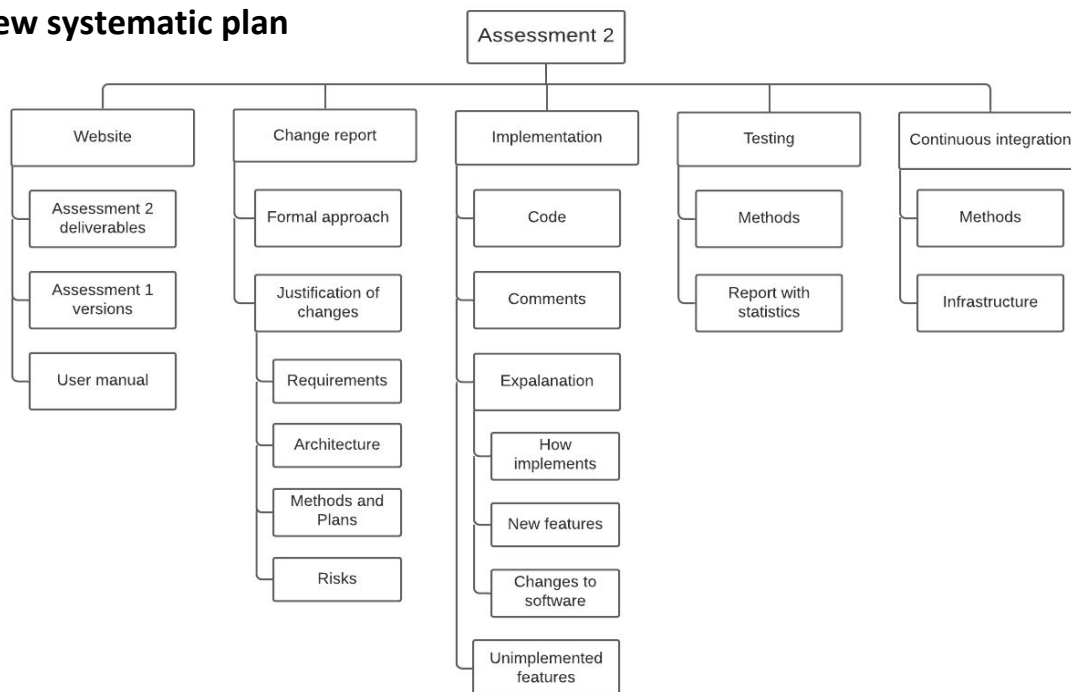 ew systematic plan
Assessment 2
Website
Change report
Implementation
Testing
Continuous integration
Assessment 2
deliverables
Assessment 1
versions
User manual
Formal approach
Justification of
changes
Requirements
Architecture
Methods and
Plans
Risks
Code
Comments
Expalanation
How
implements
New features
Changes to
software
Unimplemented
features
Methods
Report with
statistics
Methods
Infrastructure